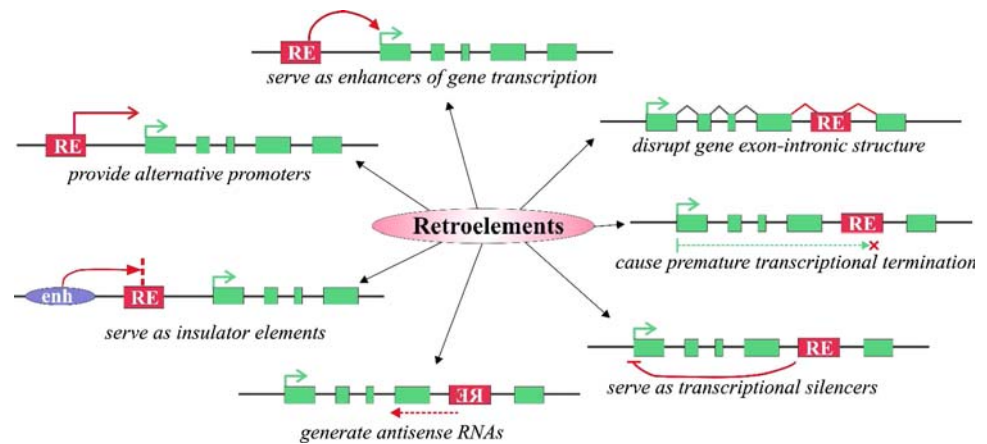 RE
serve as enhancers of gene transcription
RE
provide alternative promoters
RE
disrupt gene exon-intronic structure
Retroelements
RE
cause premature transcriptional termination
enh
RE
serve as insulator elements
RE
serve as transcriptional silencers
RE
generate antisense RNAs